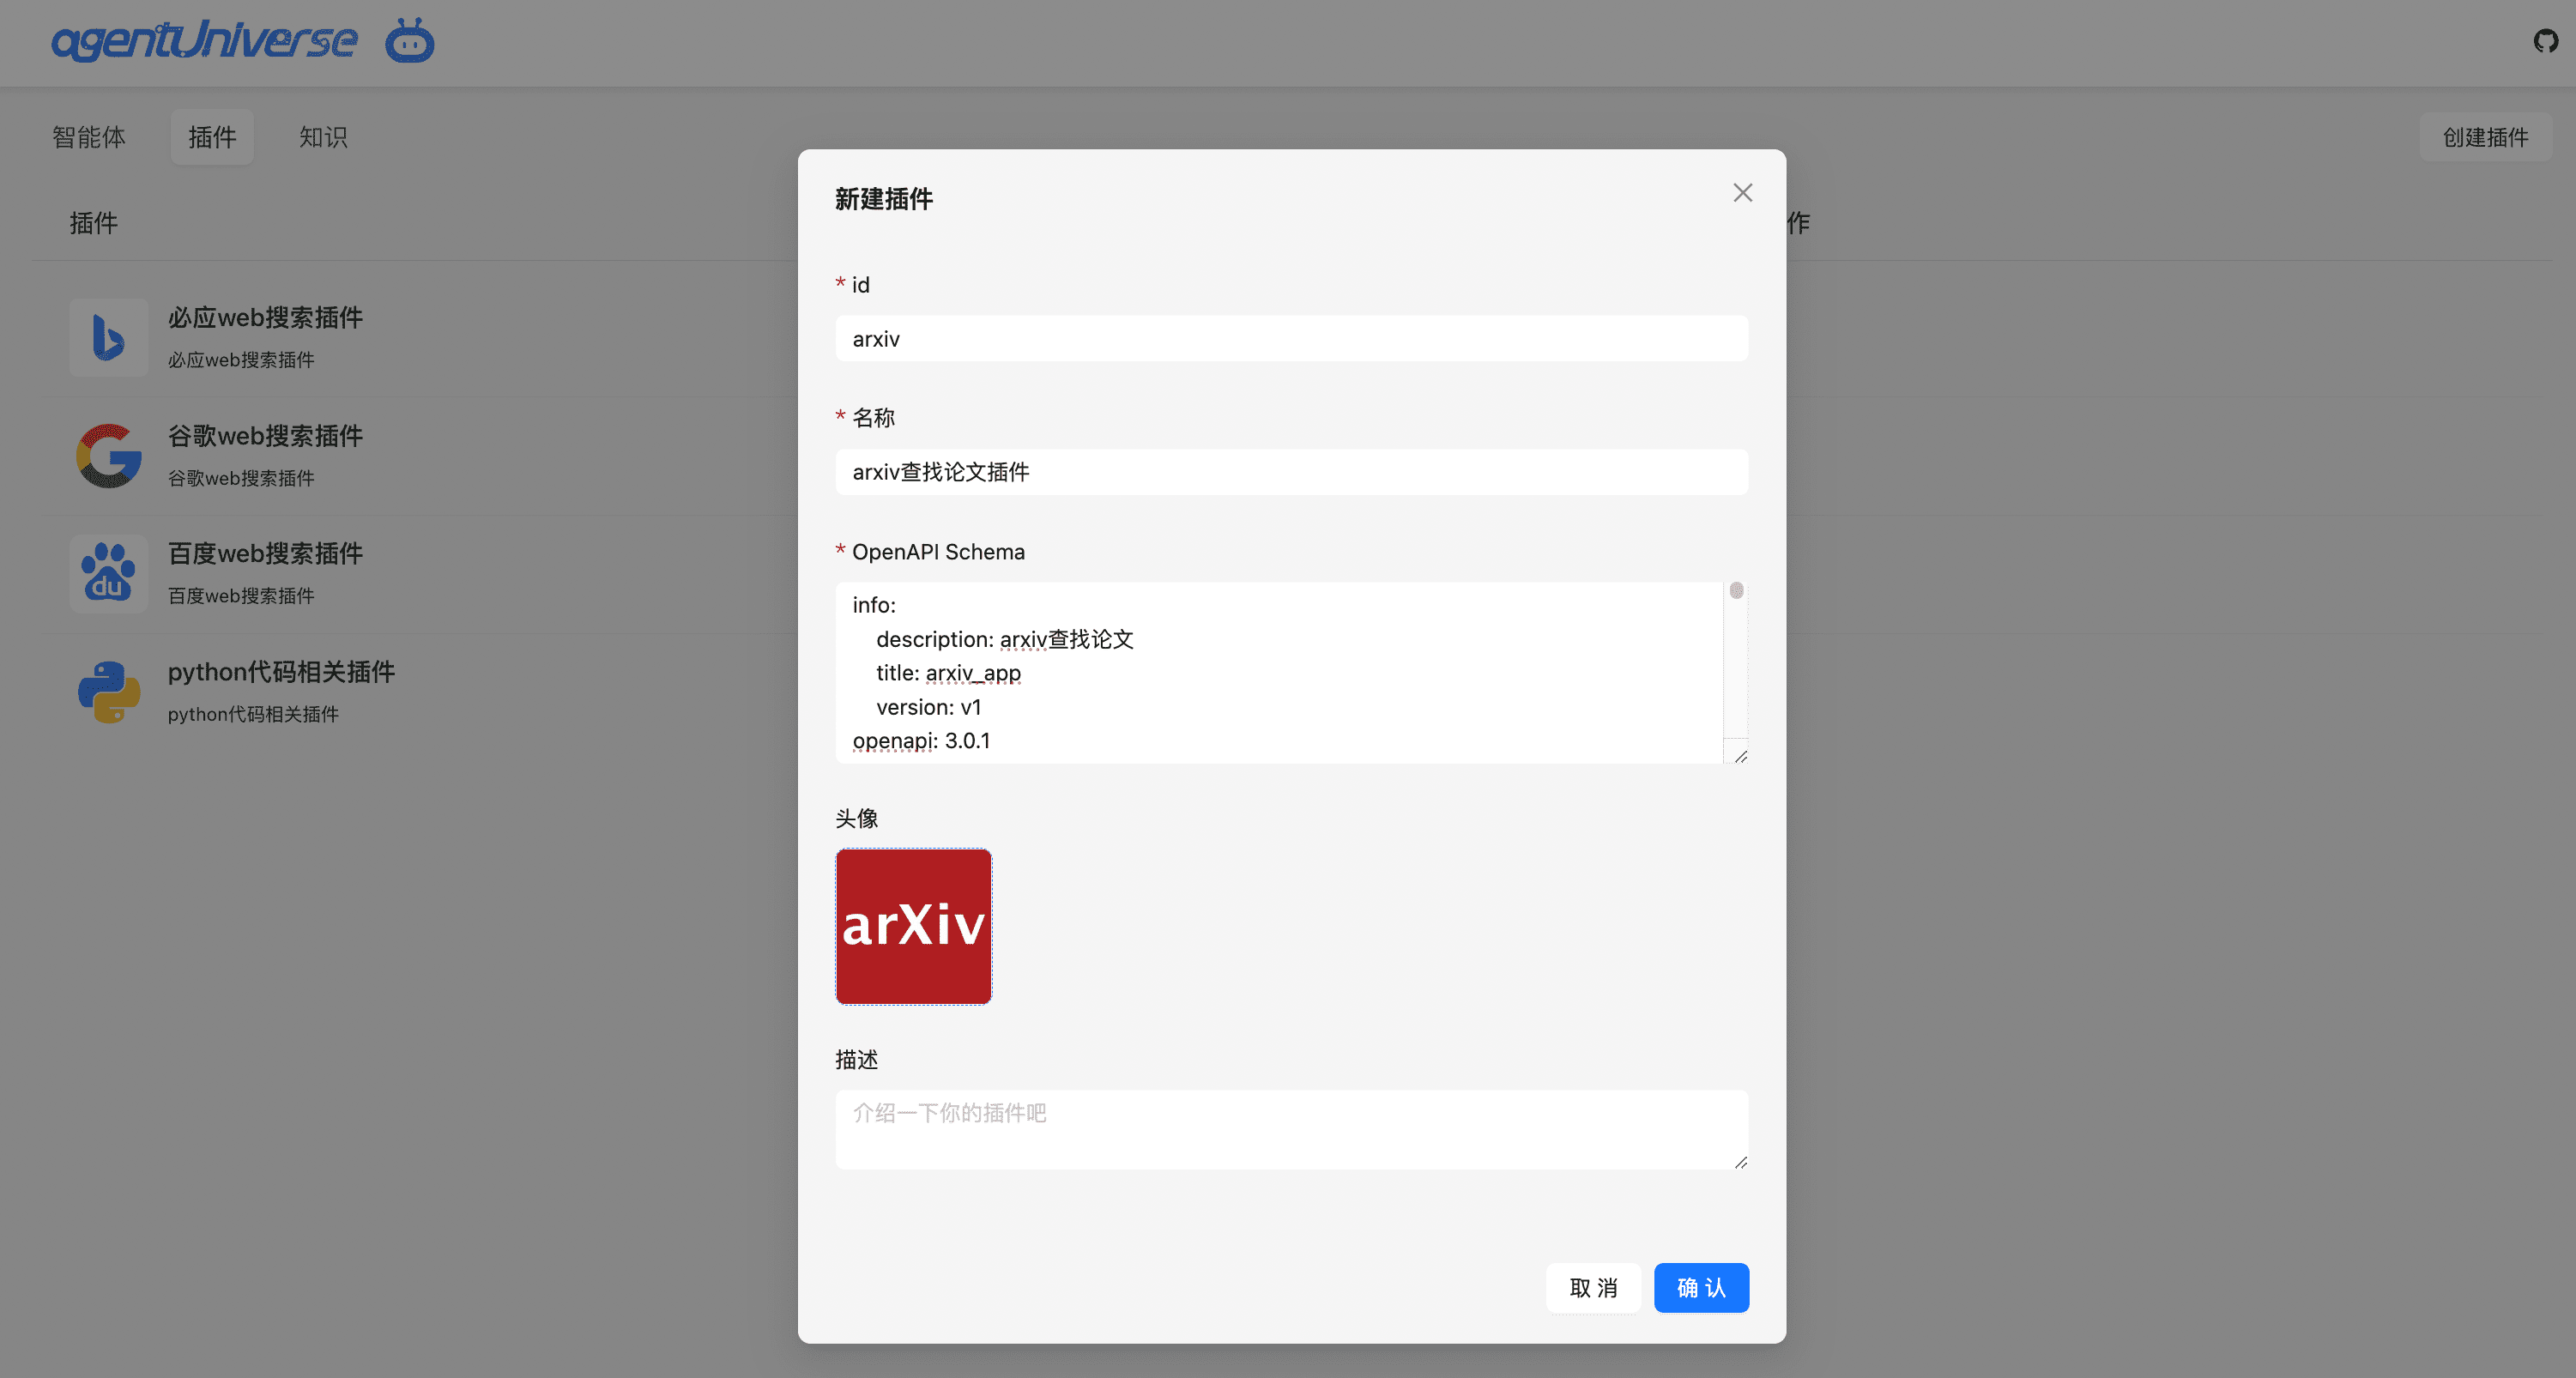 agentUniverse
智能体
插件
知识
创建插件
插件
作
必应web搜索插件
必应web搜索插件
谷歌web搜索插件
谷歌web搜索插件
du
百度web搜索插件
百度web搜索插件
python代码相关插件
python代码相关插件
新建插件
* id
arxiv
* 名称
arxiv查找论文插件
* OpenAPI Schema
info:
description: arxiv查找论文
title: arxiv_app
version: v1
openapi: 3.0.1
头像
arXiv
描述
介绍一下你的插件吧
取 消
确 认